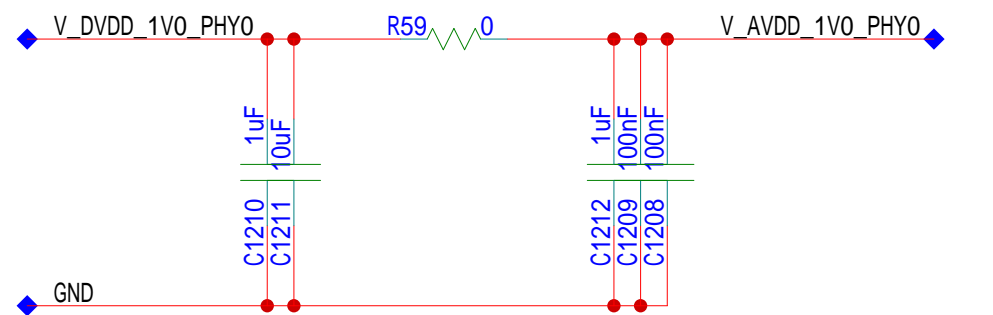 V_DVDD_1V0_PHY0
R59
0
V_AVDD_1V0_PHY0
1uF
10uF
1uF
100nF
100nF
C1210
C1211
C1212
C1209
C1208
GND